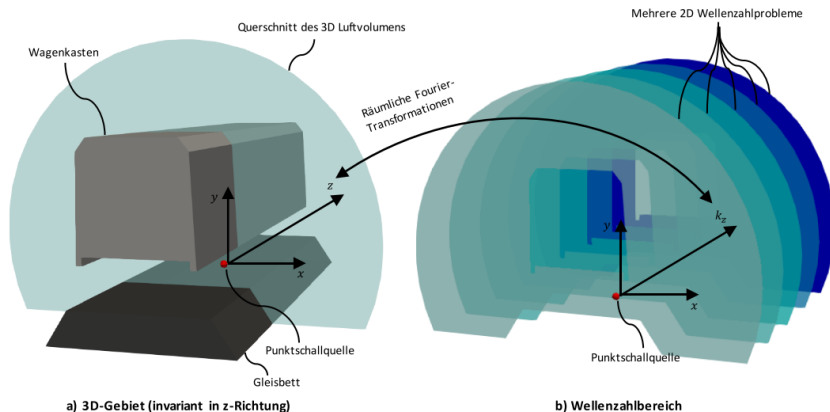 Querschnitt des 3D Luftvolumens
Wagenkasten
Mehrere 2D Wellenzahlprobleme
Räumliche Fourier-
Transformationen
z
y
x
k_z
y
x
Punktschallquelle
Gleisbett
Punktschallquelle
a) 3D-Gebiet (invariant in z-Richtung)
b) Wellenzahlbereich